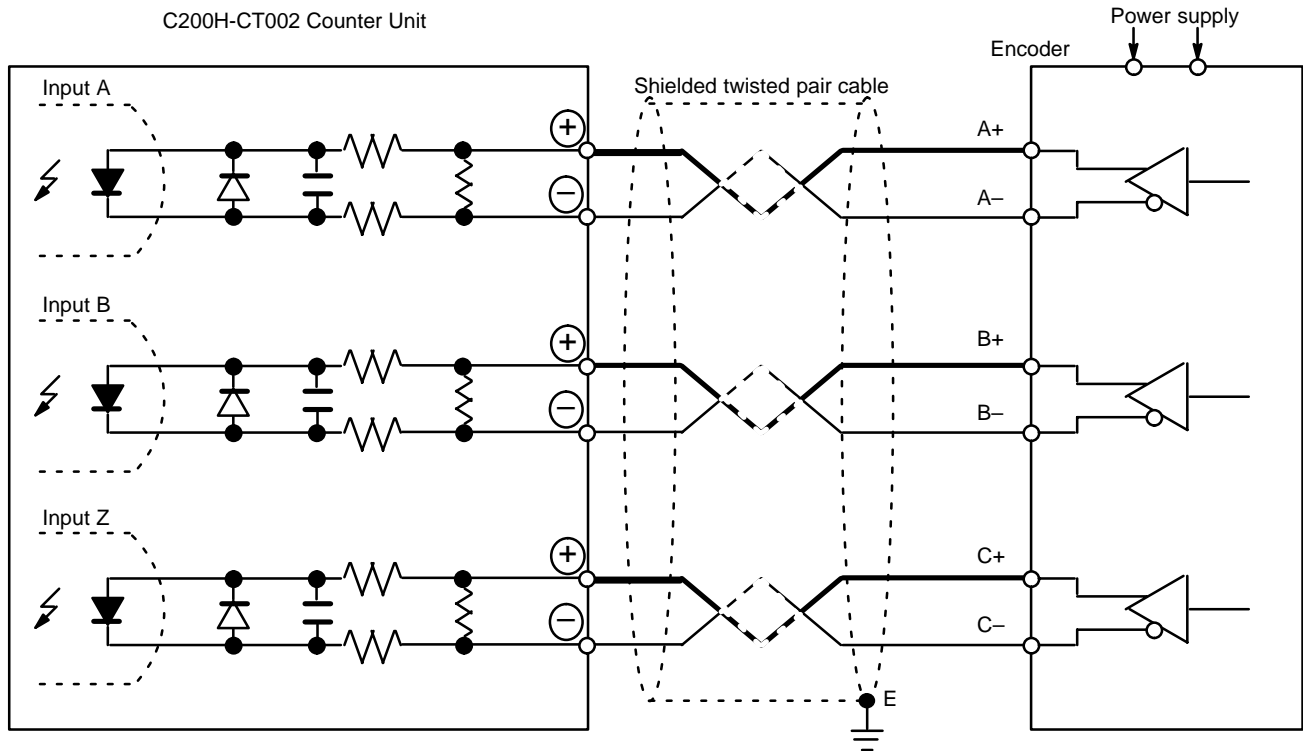 C200H-CT002 Counter Unit
Power supply
Encoder
Input A
Shielded twisted pair cable
+
A+
−
A−
Input B
+
B+
−
B−
Input Z
+
C+
−
C−
E